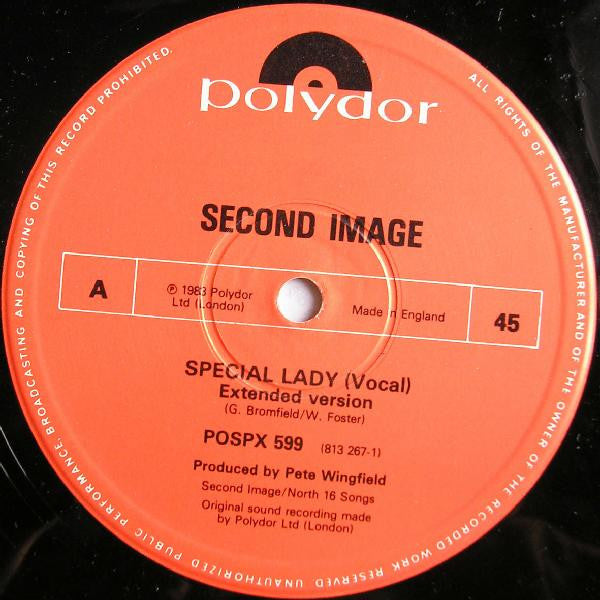 polydor
SECOND IMAGE
A
℗ 1983 Polydor
Ltd (London)
Made in England
45
SPECIAL LADY (Vocal)
Extended version
(G. Bromfield/W. Foster)
POSPX 599 (813 267-1)
Produced by Pete Wingfield
Second Image/North 16 Songs
Original sound recording made
by Polydor Ltd (London)
ALL RIGHTS OF THE MANUFACTURER AND OF THE OWNER OF THE RECORDED WORK RESERVED UNAUTHORIZED PUBLIC PERFORMANCE, BROADCASTING AND COPYING OF THIS RECORD PROHIBITED.